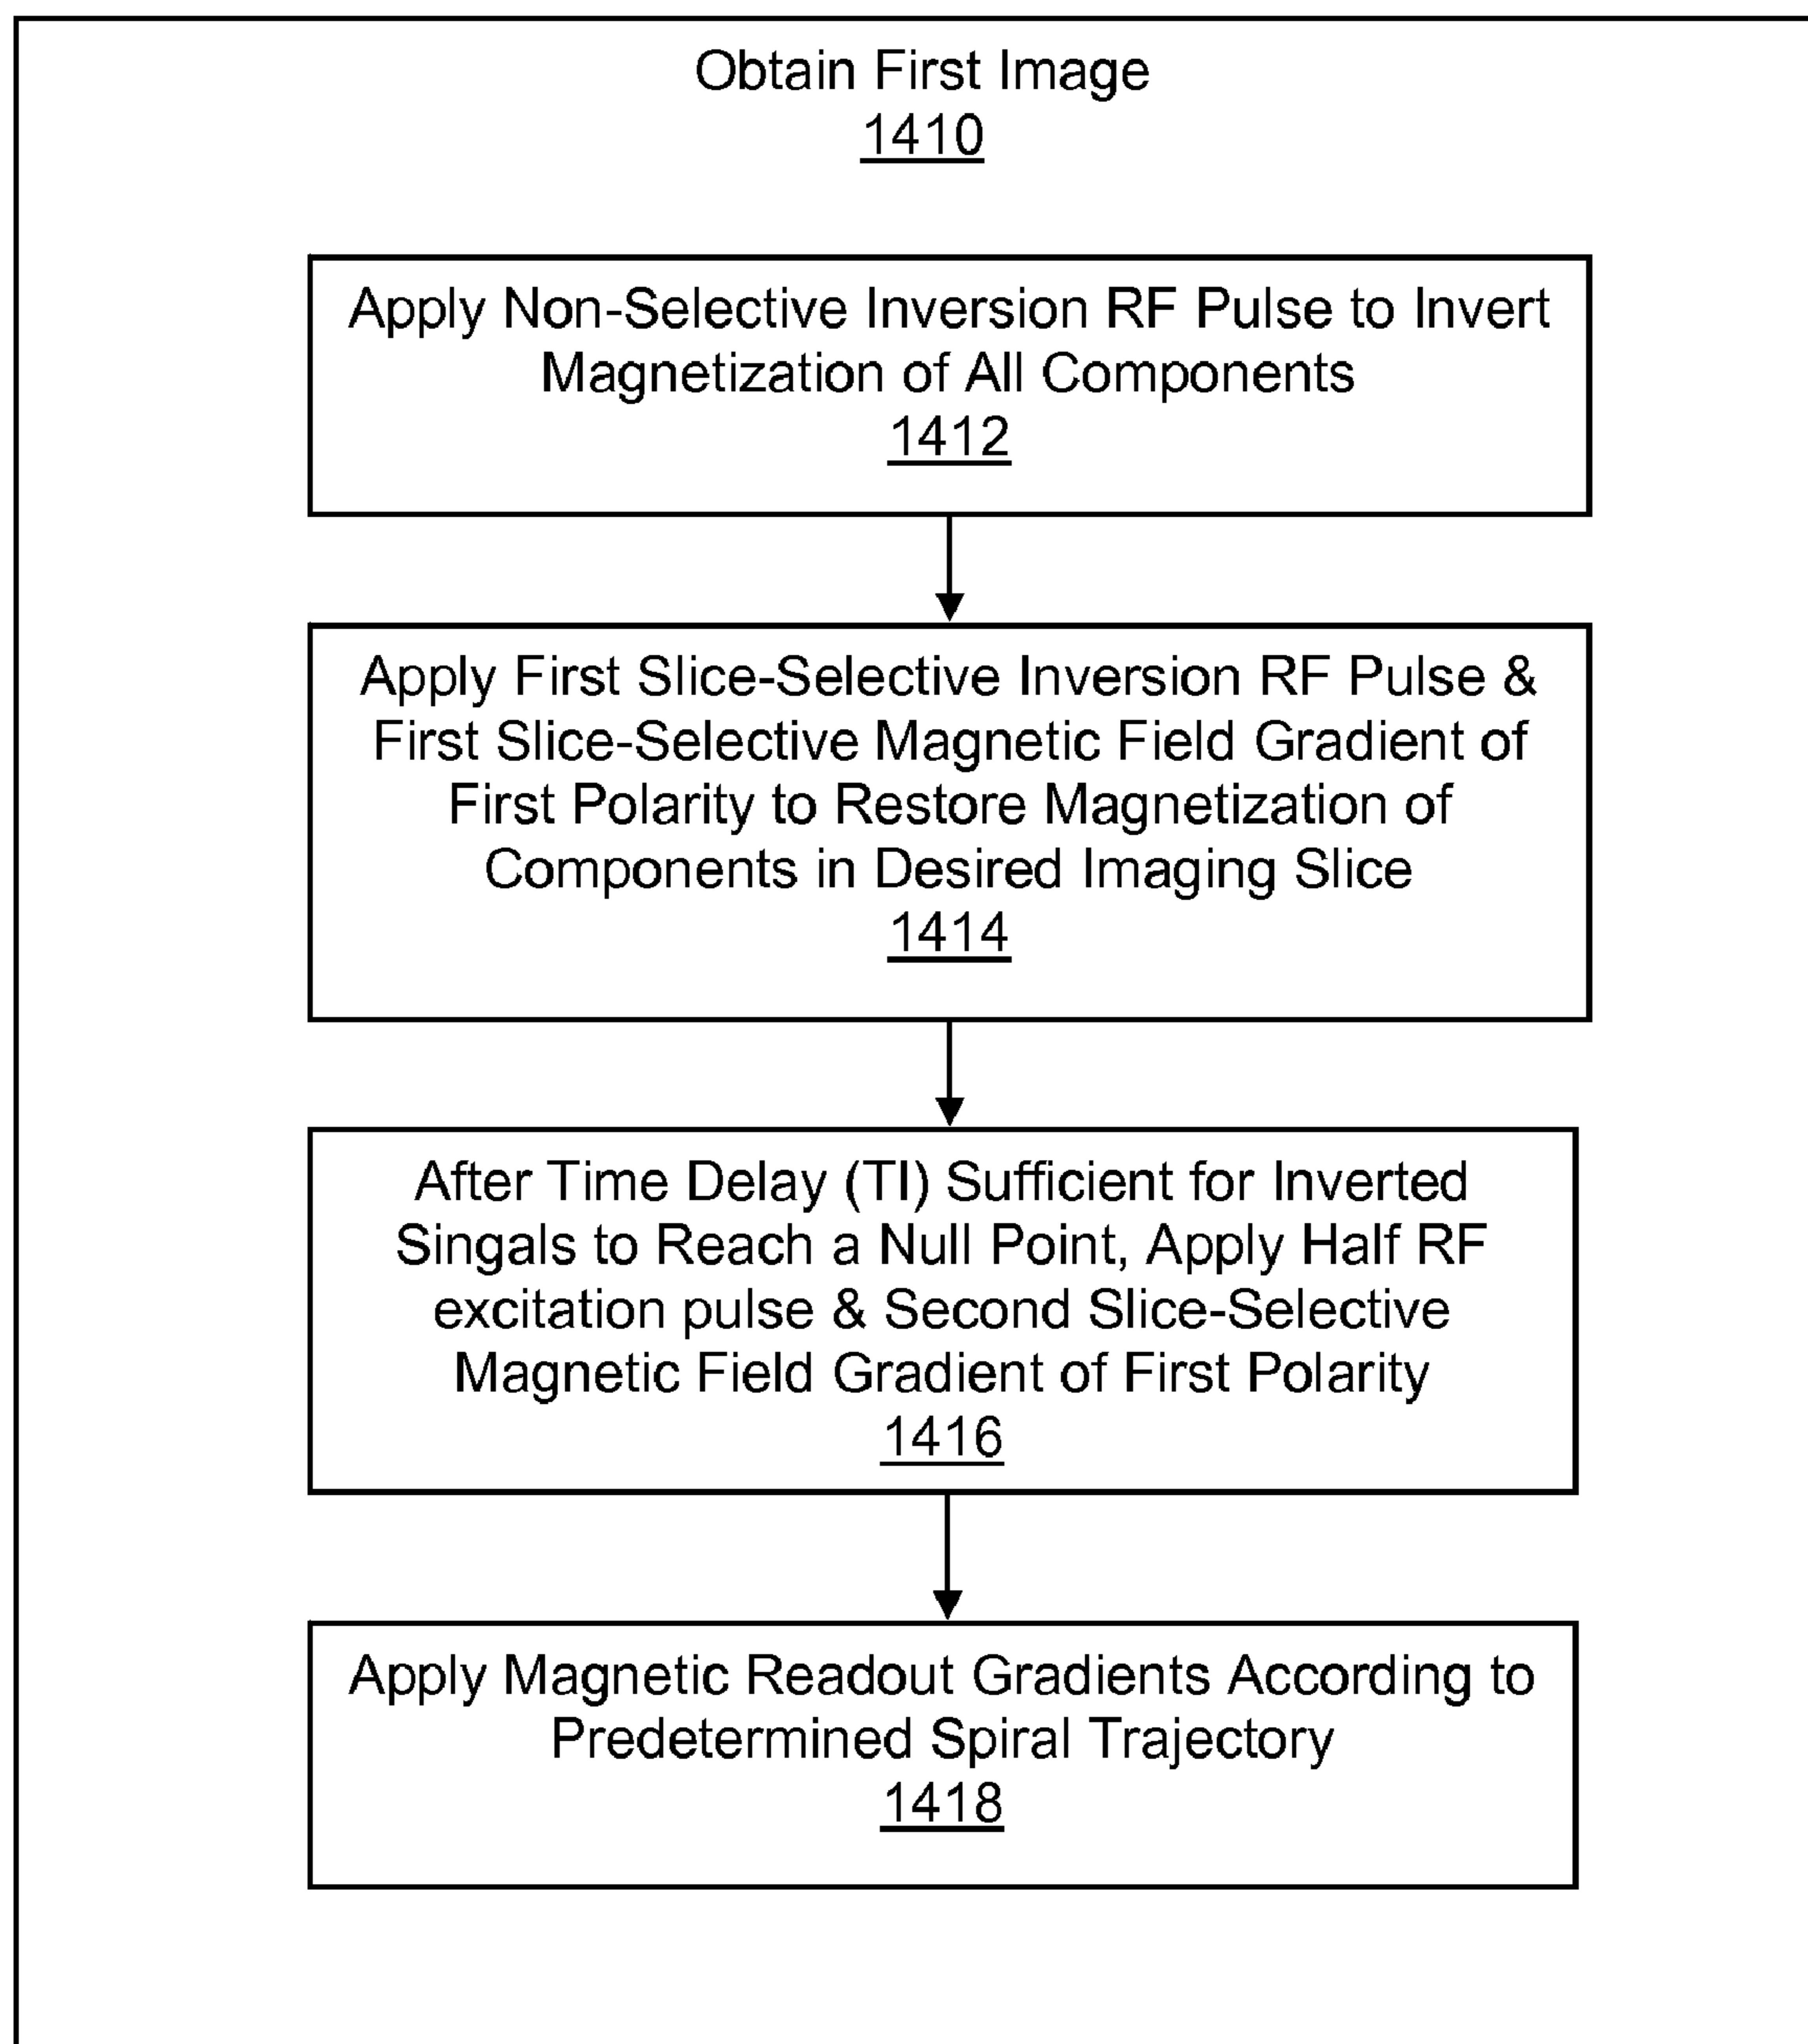 Obtain First Image
1410
Apply Non-Selective Inversion RF Pulse to Invert
Magnetization of All Components
1412
Apply First Slice-Selective Inversion RF Pulse &
First Slice-Selective Magnetic Field Gradient of
First Polarity to Restore Magnetization of
Components in Desired Imaging Slice
1414
After Time Delay (TI) Sufficient for Inverted
Singals to Reach a Null Point, Apply Half RF
excitation pulse & Second Slice-Selective
Magnetic Field Gradient of First Polarity
1416
Apply Magnetic Readout Gradients According to
Predetermined Spiral Trajectory
1418